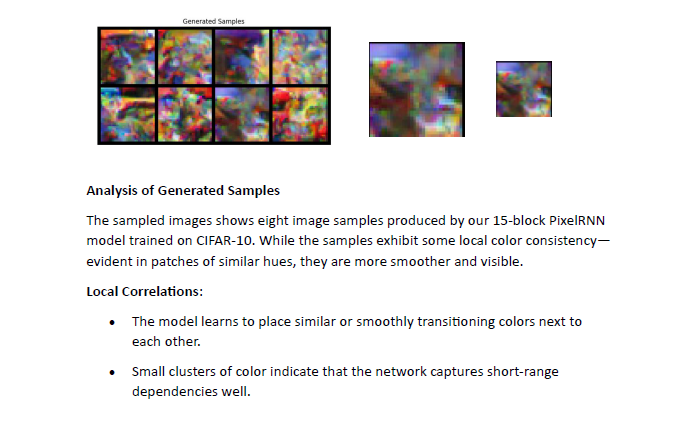 Generated Samples
Analysis of Generated Samples
The sampled images shows eight image samples produced by our 15-block PixelRNN
model trained on CIFAR-10. While the samples exhibit some local color consistency—
evident in patches of similar hues, they are more smoother and visible.
Local Correlations:
• The model learns to place similar or smoothly transitioning colors next to
each other.
• Small clusters of color indicate that the network captures short-range
dependencies well.